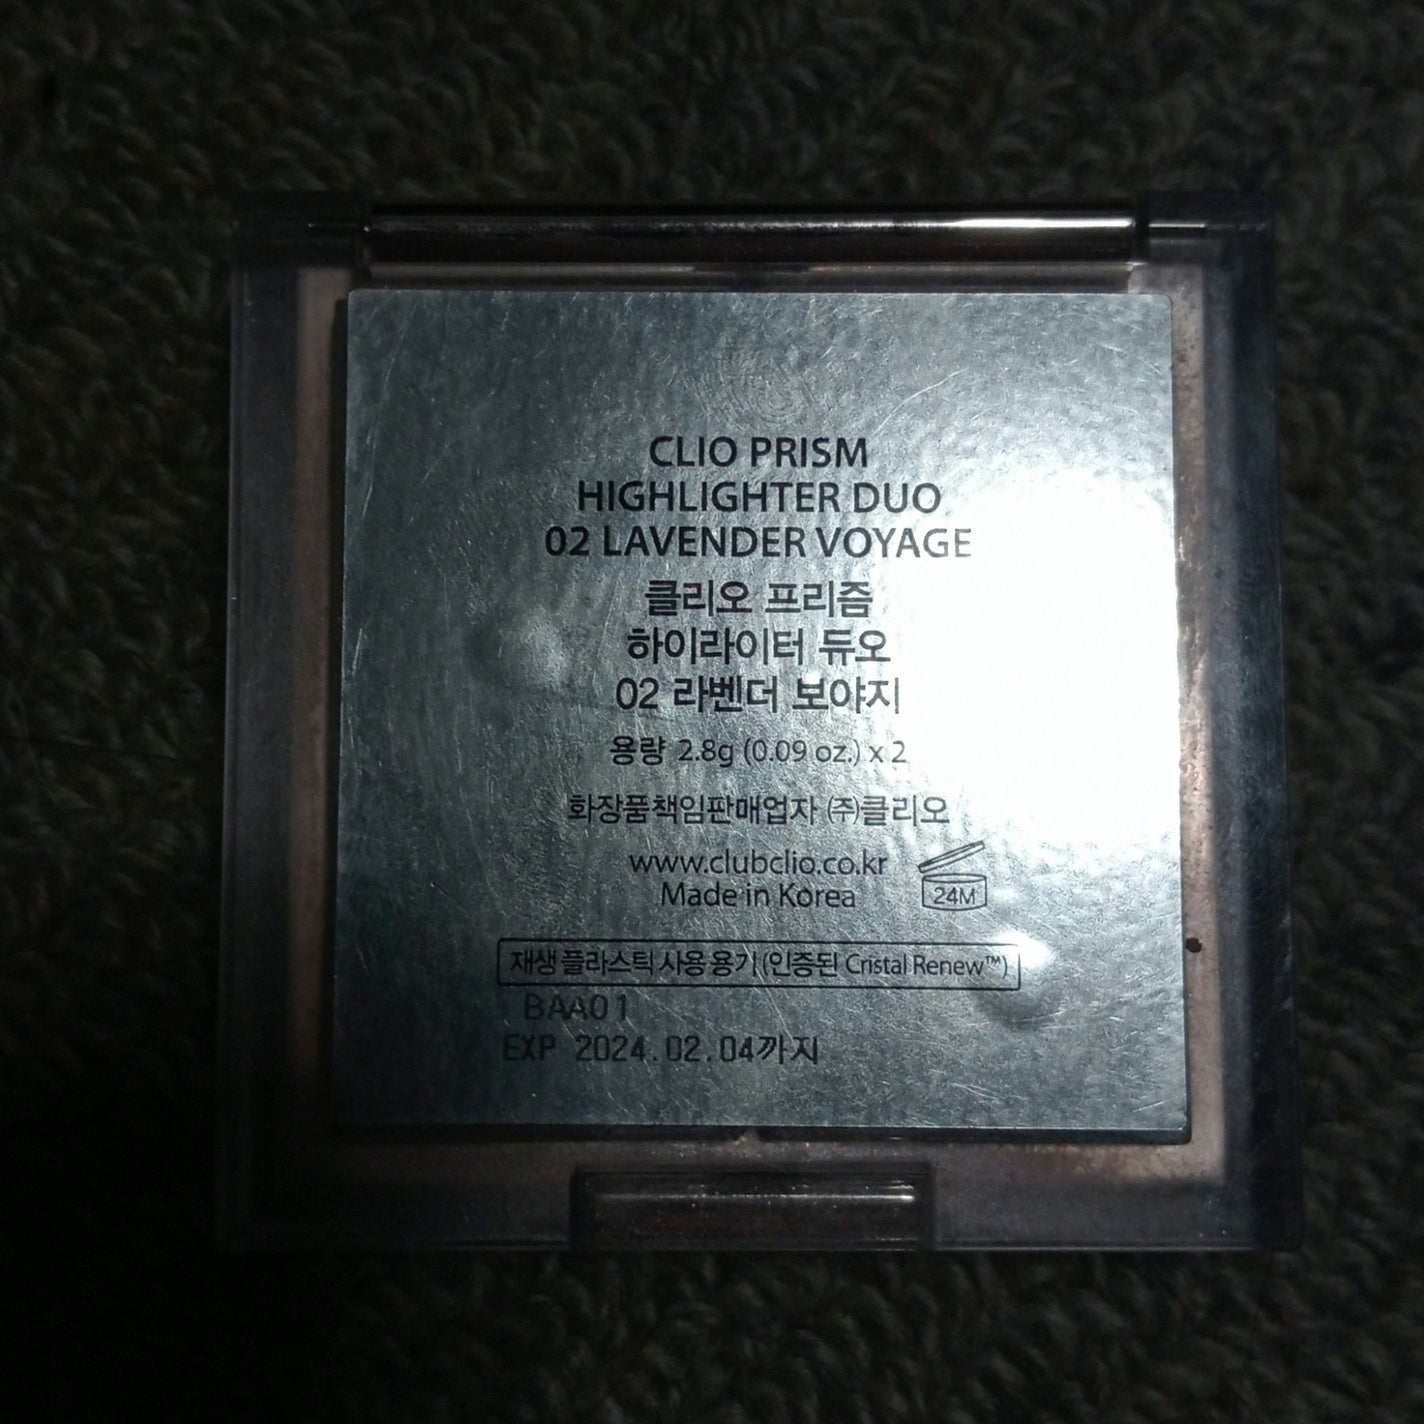 CLIO PRISM
HIGHLIGHTER DUO
02 LAVENDER VOYAGE
클리오 프리즘
하이라이터 듀오
02 라벤더 보야지
용량 2.8g (0.09 oz.) x 2
화장품책임판매업자 ㈜클리오
www.clubclio.co.kr
Made in Korea
24M
재생 플라스틱 사용 용기 (인증된 Cristal Renew™)
BAA01
EXP 2024.02.04까지